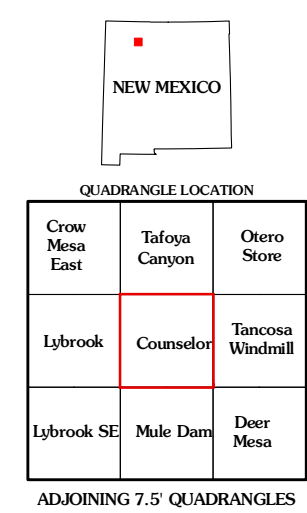 NEW MEXICO
QUADRANGLE LOCATION
Crow
Mesa
East
Tafoya
Canyon
Otero
Store
Lybrook
Counselor
Tancosa
Windmill
Lybrook SE
Mule Dam
Deer
Mesa
ADJOINING 7.5' QUADRANGLES